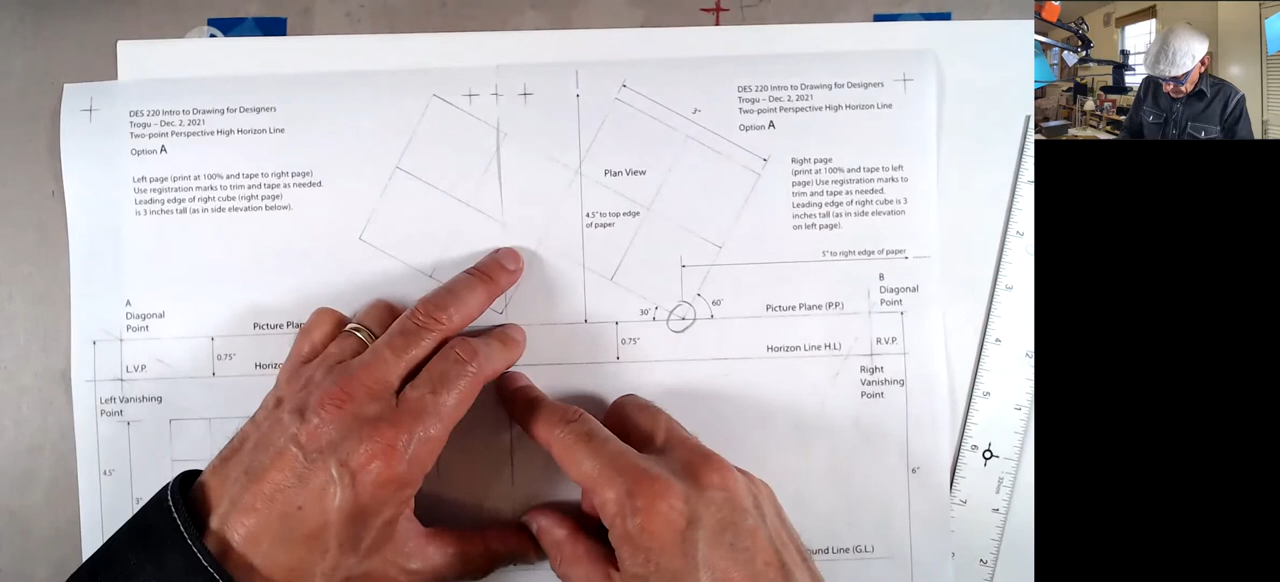 DES 220 Intro to Drawing for Designers
Trogu – Dec. 2, 2021
Two-point Perspective High Horizon Line
Option A
Left page (print at 100% and tape to right page)
Use registration marks to trim and tape as needed.
Leading edge of right cube (right page)
is 3 inches tall (as in side elevation below).
DES 220 Intro to Drawing for Designers
Trogu – Dec. 2, 2021
Two-point Perspective High Horizon Line
Option A
Right page
(print at 100% and tape to left
page) Use registration marks to
trim and tape as needed.
Leading edge of right cube is 3
inches tall (as in side elevation
on left page).
3"
Plan View
4.5" to top edge
of paper
5" to right edge of paper
30°
60°
A
Diagonal
Point
B
Diagonal
Point
Picture Plan
Picture Plane (P.P.)
0.75"
0.75"
L.V.P.
Horizo
Horizon Line H.L)
R.V.P.
Left Vanishing
Point
Right
Vanishing
Point
4.5"
3"
6"
und Line (G.L.)